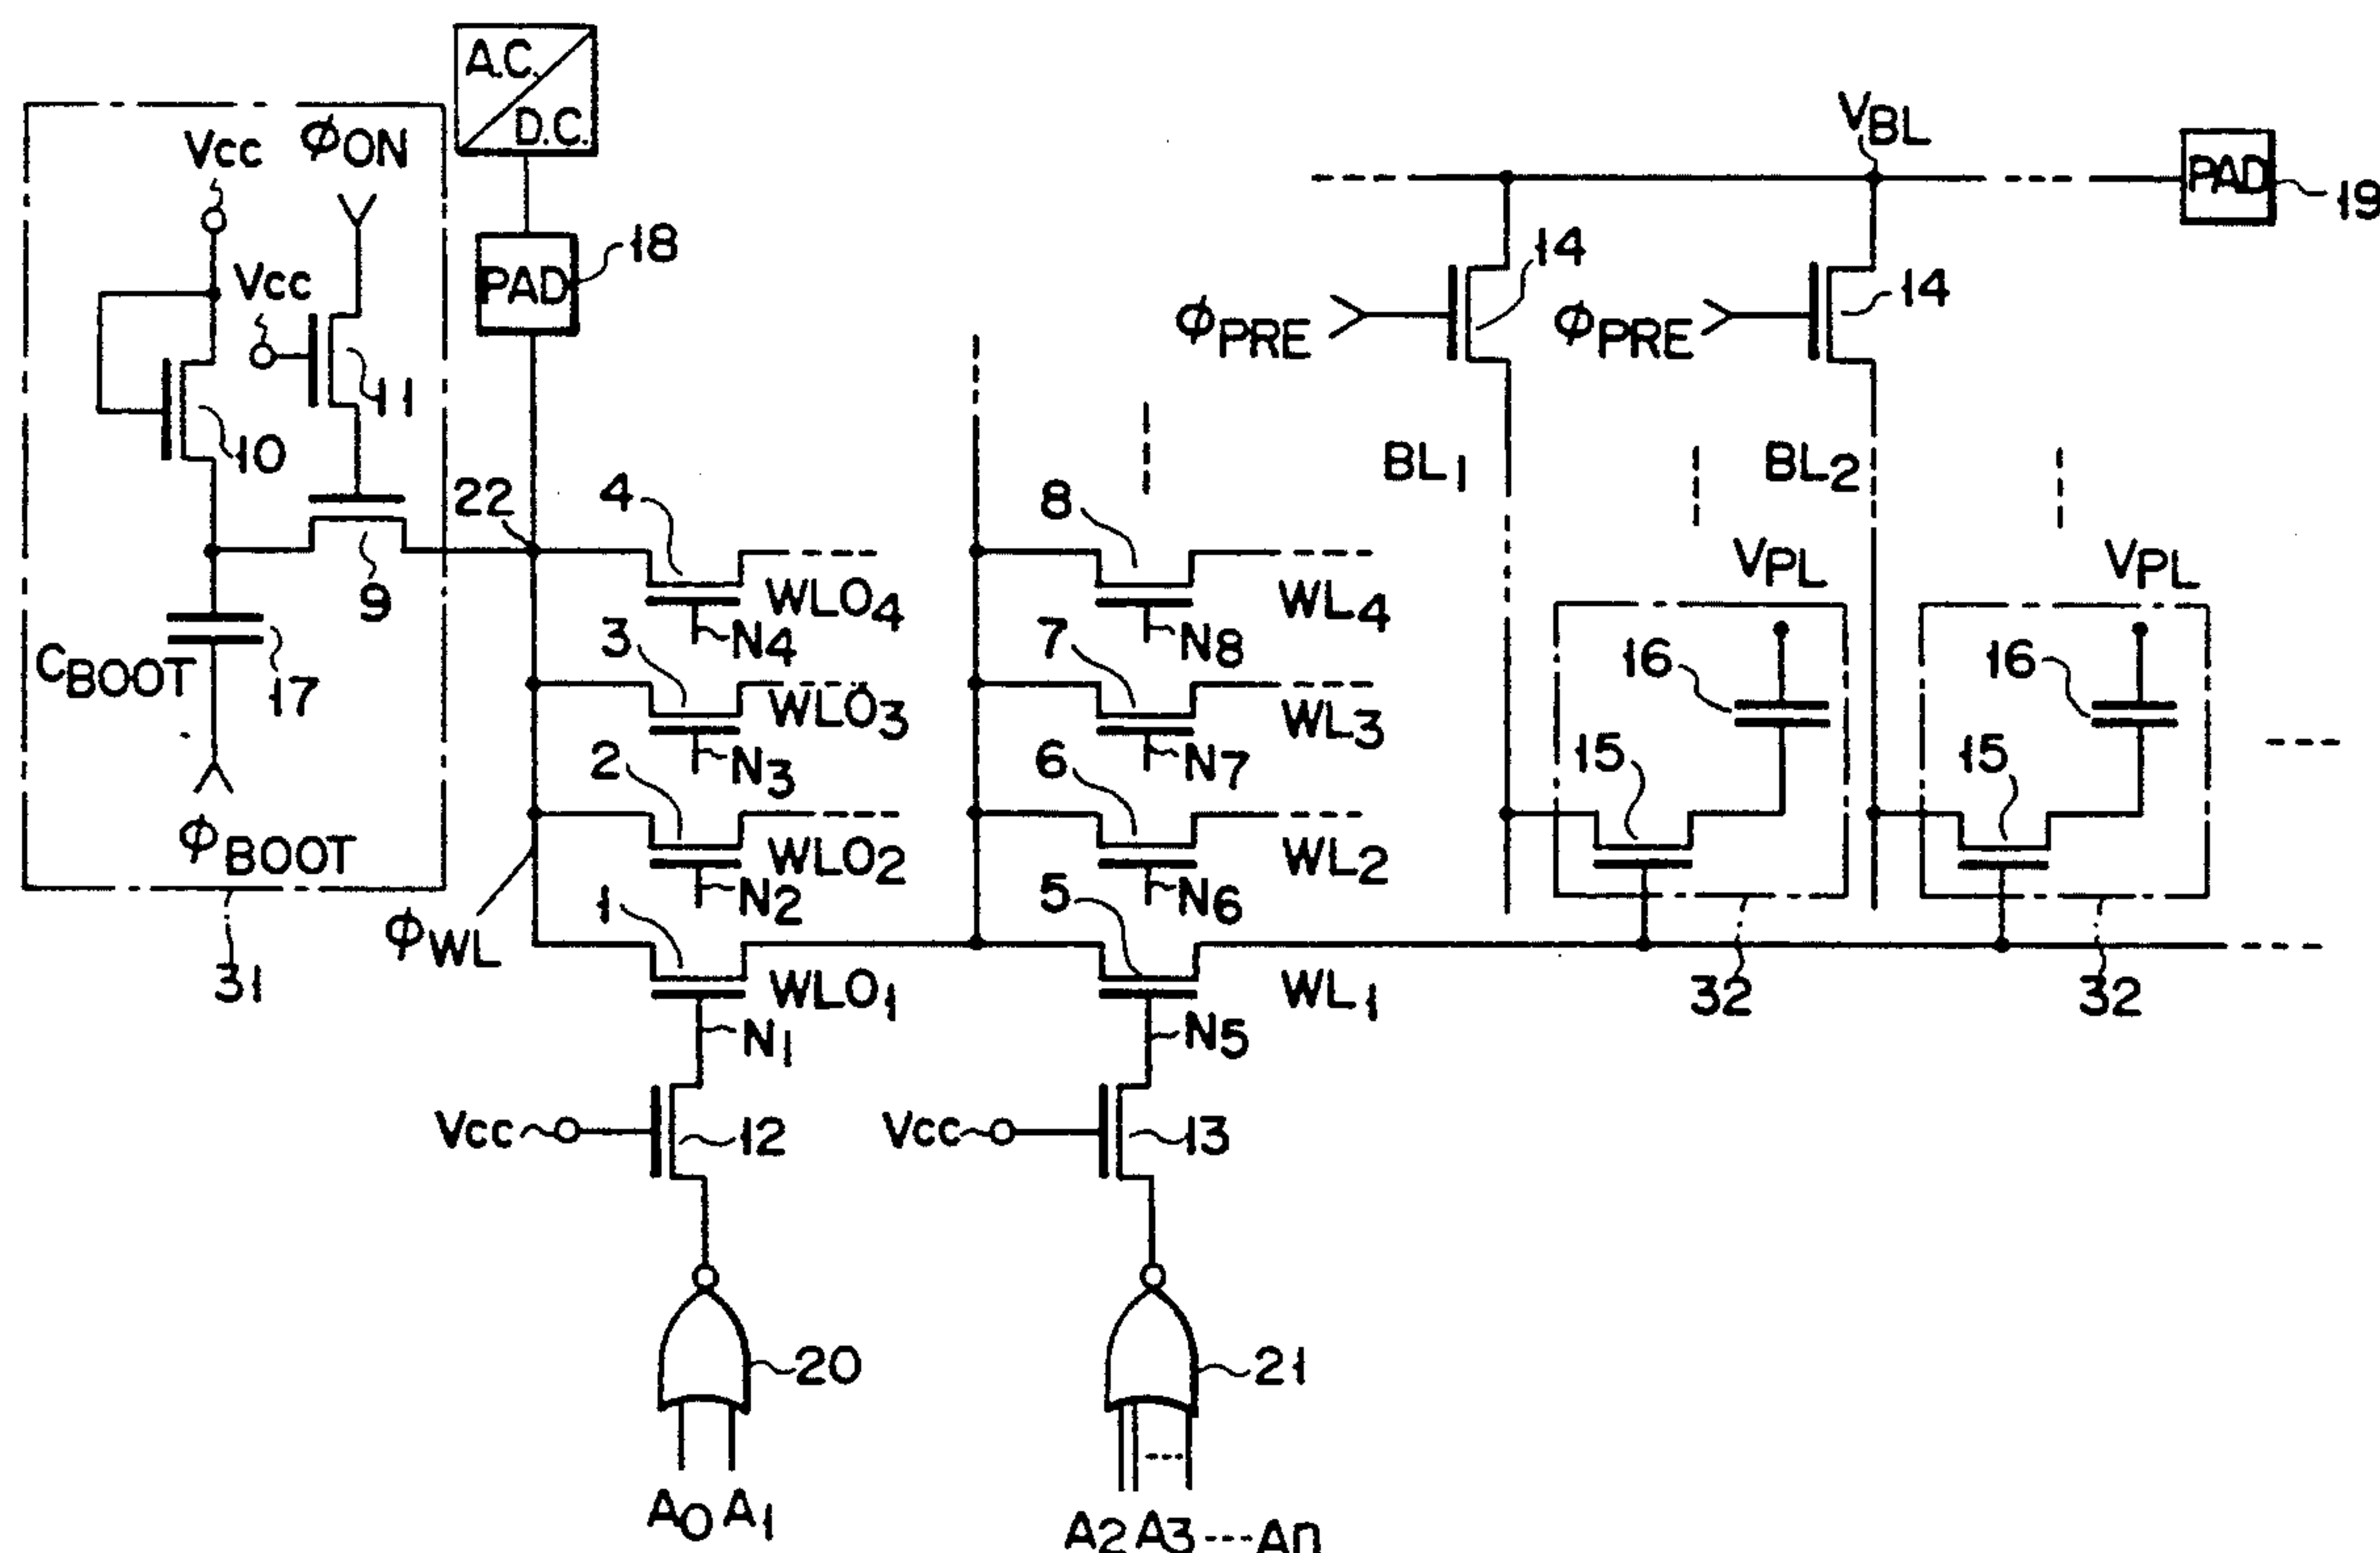 A.C.
D.C.
Vcc
ΦON
Vcc
PAD
18
11
10
22
9
CBOOT
17
ΦBOOT
31
ΦWL
4
WLO4
N4
3
WLO3
N3
2
WLO2
N2
1
WLO1
N1
Vcc
12
20
A0 A1
8
WL4
N8
7
WL3
N7
6
WL2
N6
5
WL1
N5
Vcc
13
21
A2 A3 ---- An
VBL
PAD
19
ΦPRE
14
ΦPRE
14
BL1
BL2
VPL
16
15
32
VPL
16
15
32